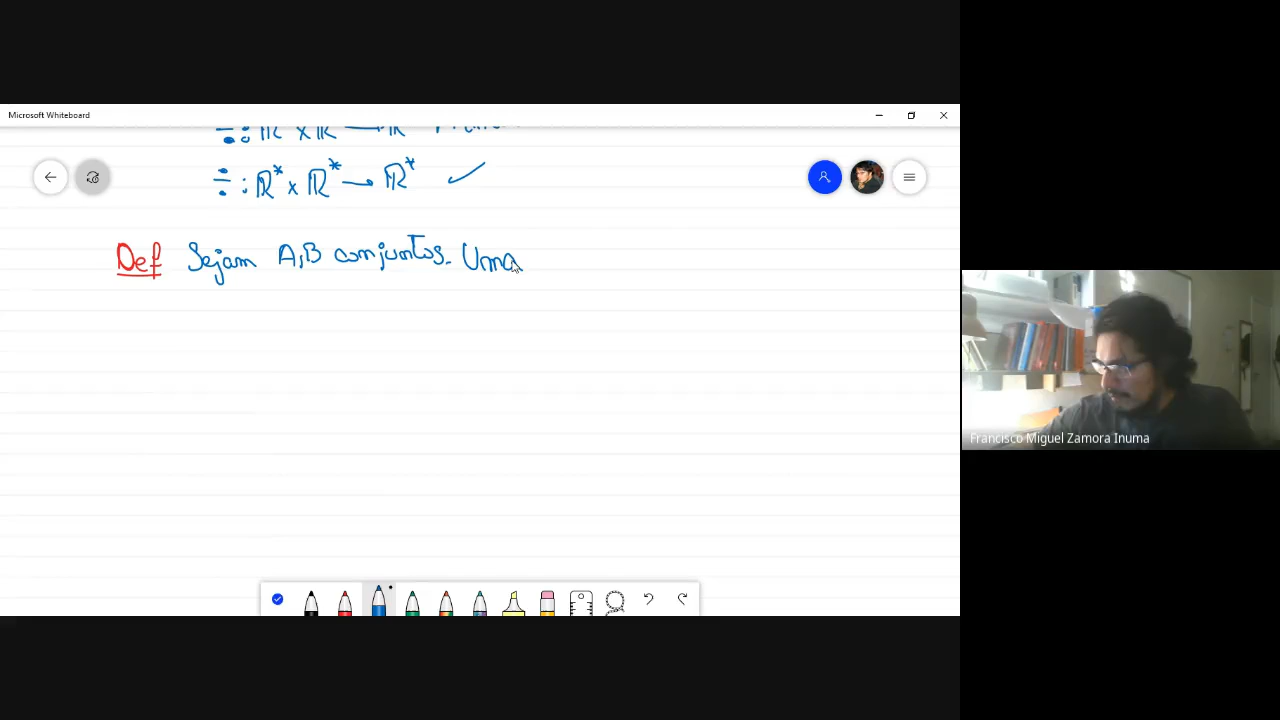 Microsoft Whiteboard
÷ : ℝ* × ℝ* → ℝ* ✓
Def Sejam A,B conjuntos. Uma
Francisco Miguel Zamora Inuma